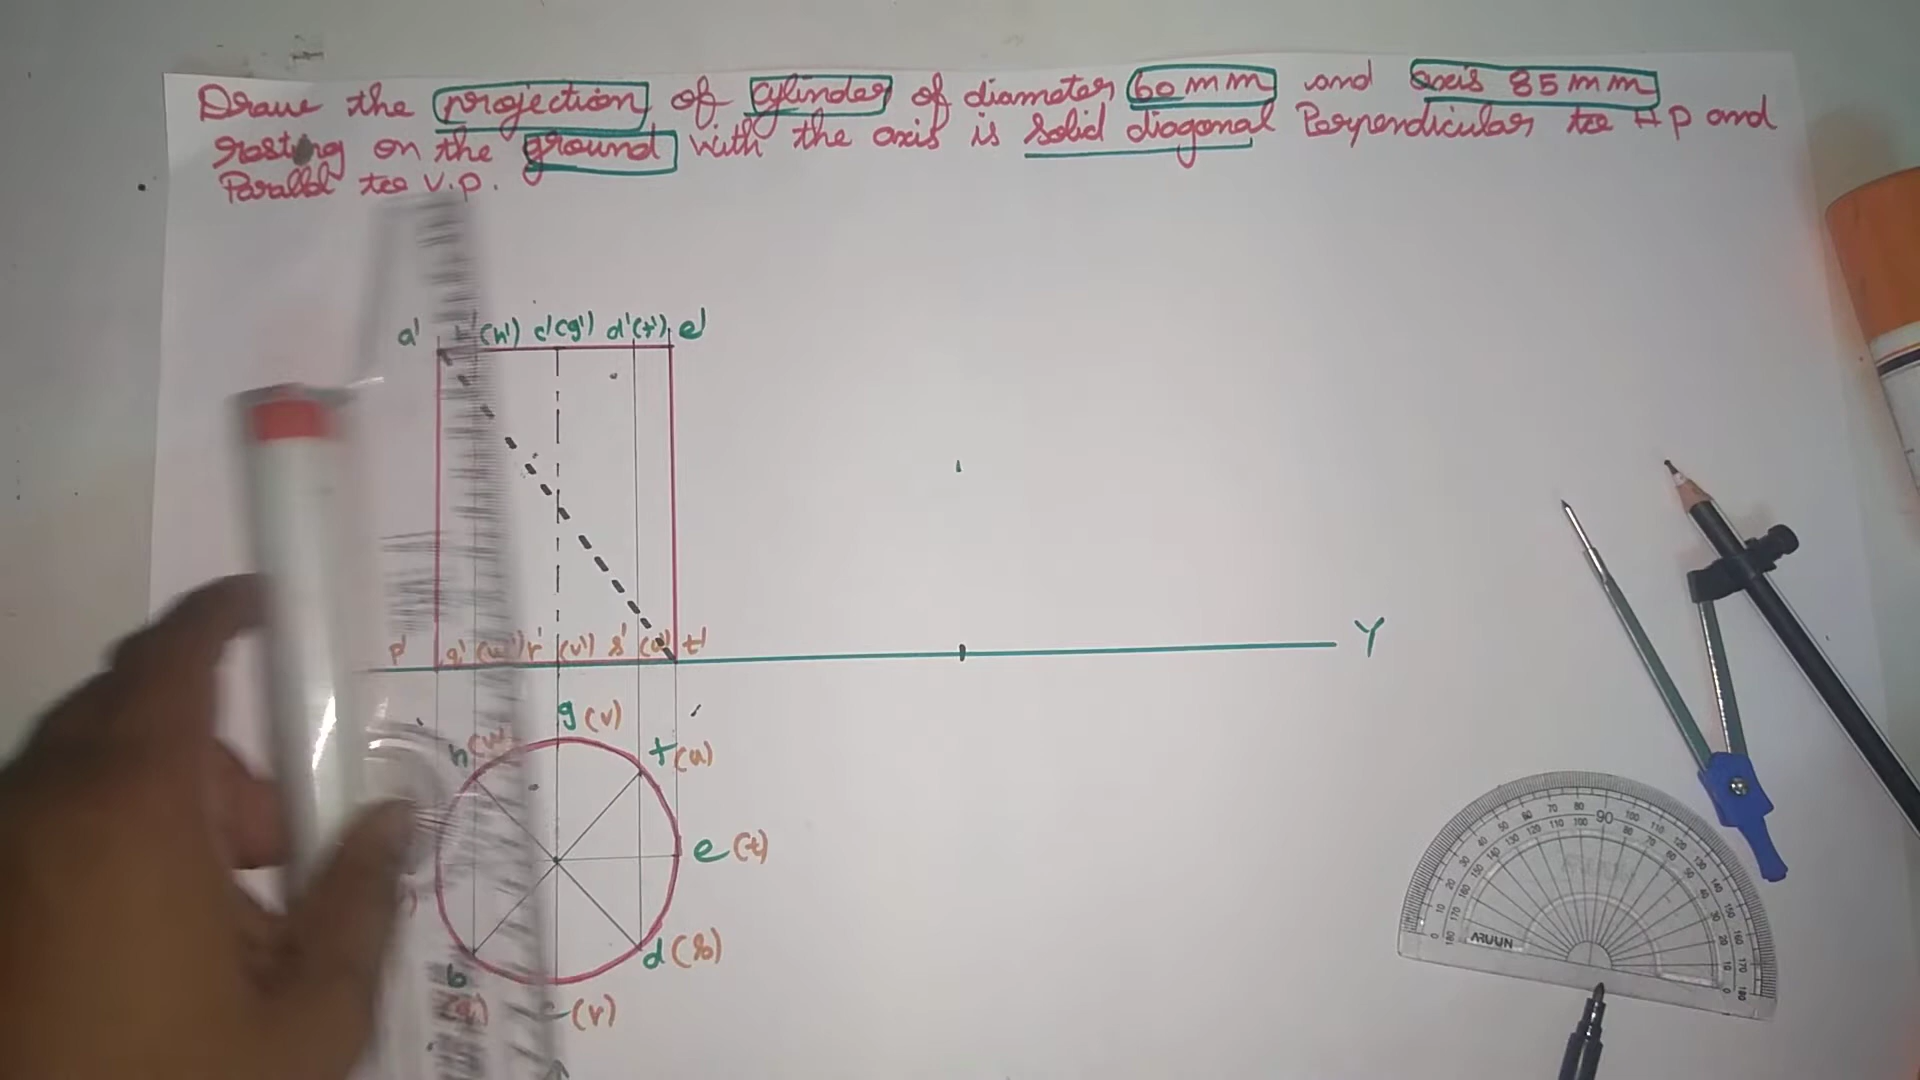 Draw the projection of cylinder of diameter 60 mm and axis 85 mm
resting on the ground with the axis is solid diagonal Perpendicular to HP and
Parallel to V.P.
a' (h') c'(g') d'(f') e'
p' q' (w') r' (v') s' (u') t'
Y
g (v)
h (w) f (u)
e (t)
d (s)
b
(q) (r)
ARUUN
90